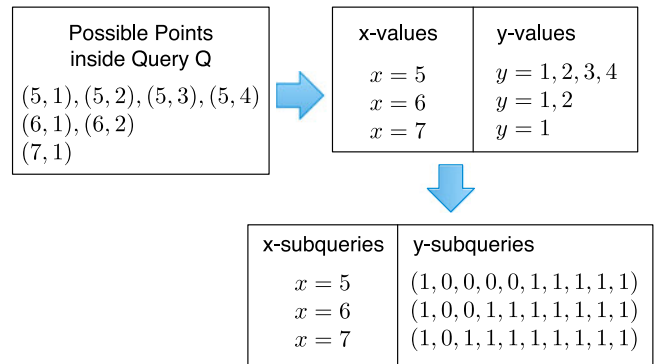 Possible Points
inside Query Q
(5, 1), (5, 2), (5, 3), (5, 4)
(6, 1), (6, 2)
(7, 1)
x-values y-values
x = 5 y = 1, 2, 3, 4
x = 6 y = 1, 2
x = 7 y = 1
x-subqueries y-subqueries
x = 5 (1, 0, 0, 0, 0, 1, 1, 1, 1, 1)
x = 6 (1, 0, 0, 1, 1, 1, 1, 1, 1, 1)
x = 7 (1, 0, 1, 1, 1, 1, 1, 1, 1, 1)